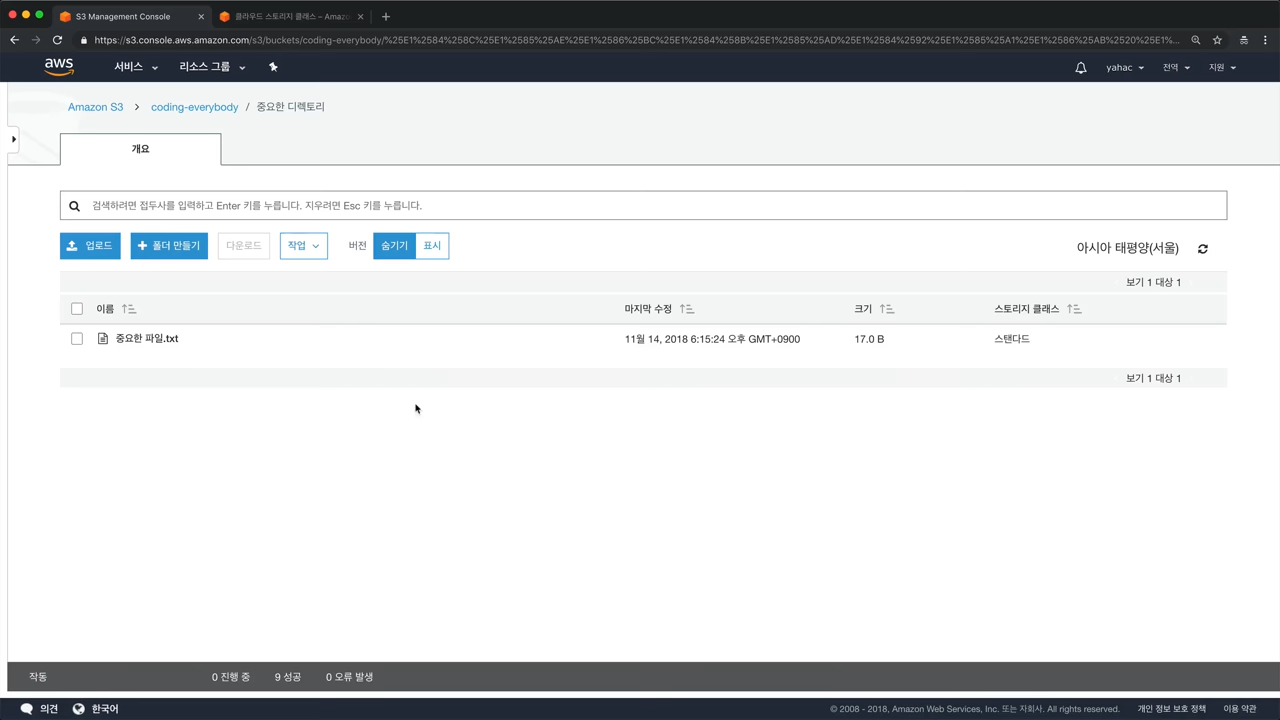 S3 Management Console
클라우드 스토리지 클래스 – Amaz
https://s3.console.aws.amazon.com/s3/buckets/coding-everybody/%25E1%2584%258C%25E1%2585%25AE%25E1%2586%25BC%25E1%2584%258B%25E1%2585%25AD%25E1%2584%2592%25E1%2585%25A1%25E1%2586%25AB%2520%25E1%...
aws 서비스 리소스 그룹 yahac 전역 지원
Amazon S3 > coding-everybody / 중요한 디렉토리
개요
검색하려면 접두사를 입력하고 Enter 키를 누릅니다. 지우려면 Esc 키를 누릅니다.
업로드 + 폴더 만들기 다운로드 작업 버전 숨기기 표시 아시아 태평양(서울)
보기 1 대상 1
이름 마지막 수정 크기 스토리지 클래스
중요한 파일.txt 11월 14, 2018 6:15:24 오후 GMT+0900 17.0 B 스탠다드
보기 1 대상 1
작동 0 진행 중 9 성공 0 오류 발생
의견 한국어 © 2008 - 2018, Amazon Web Services, Inc. 또는 자회사. All rights reserved. 개인 정보 보호 정책 이용 약관